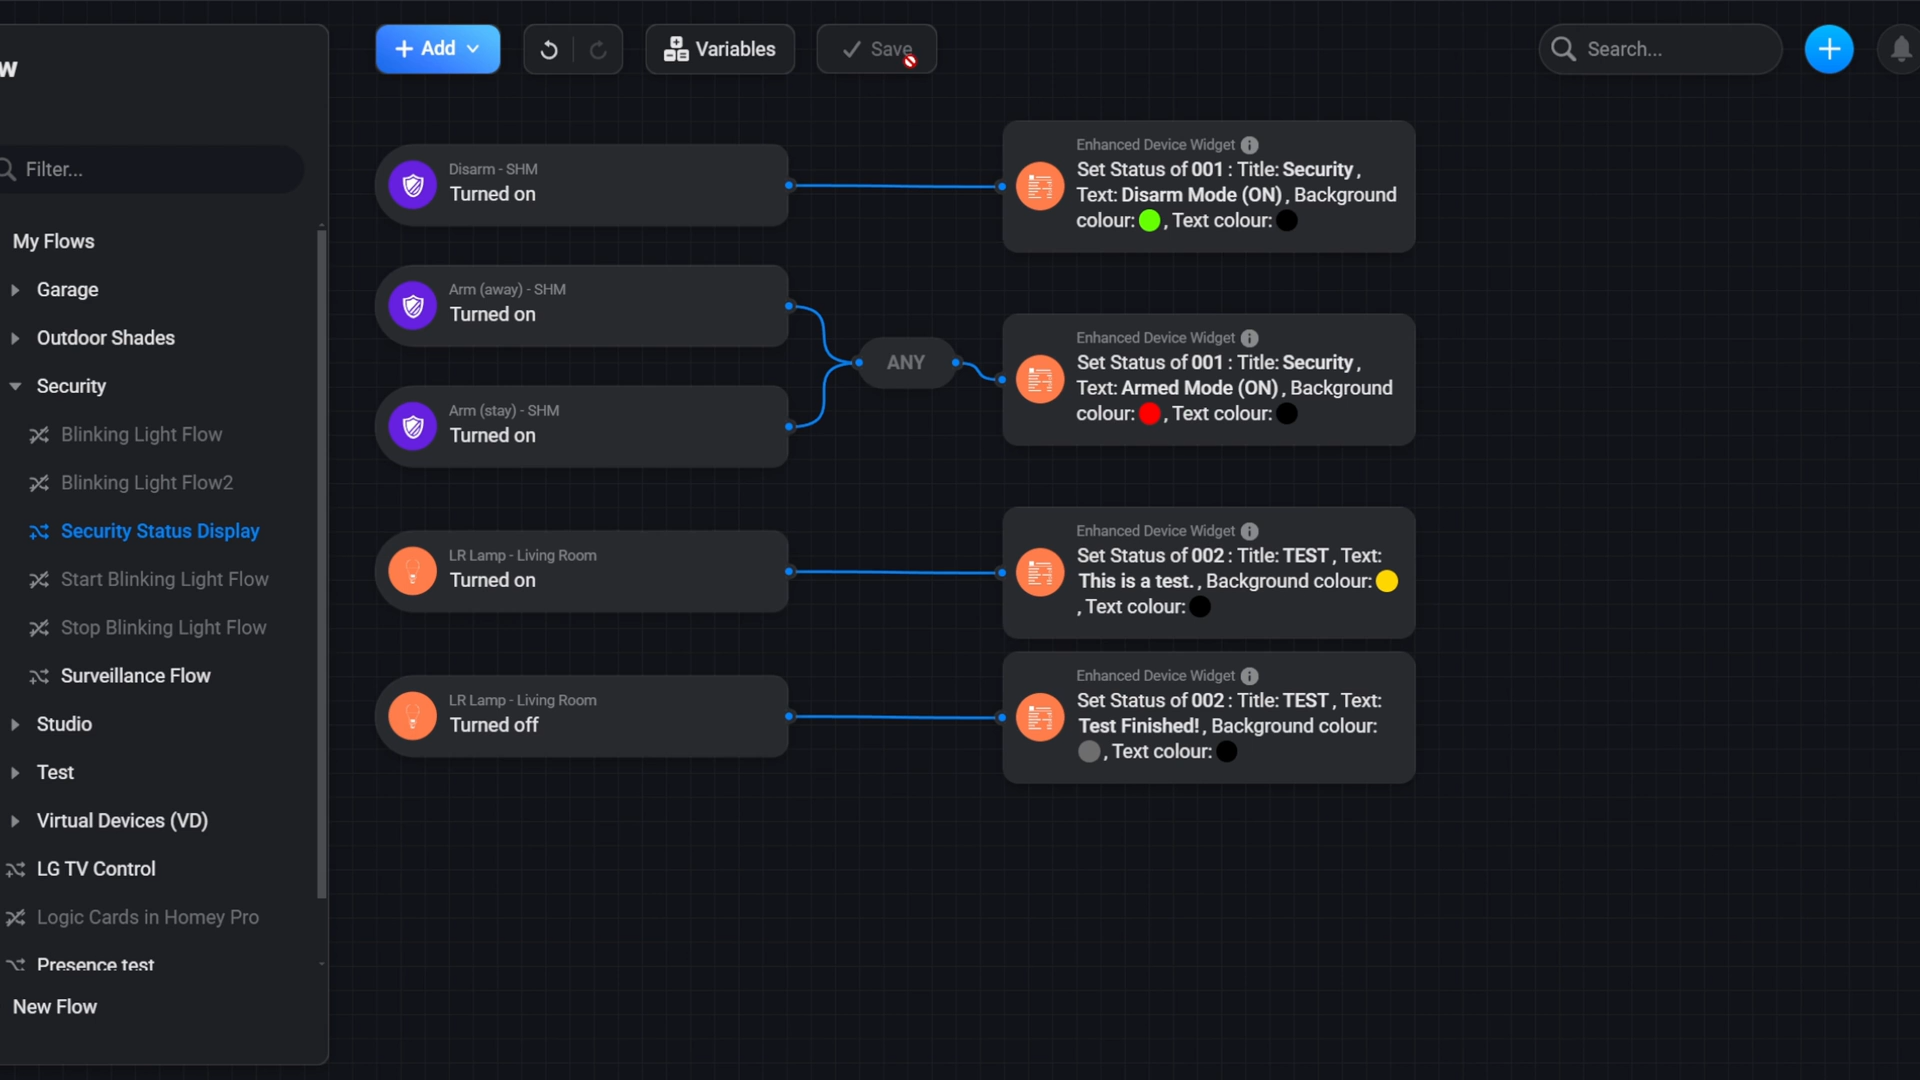 w
Filter...
My Flows
Garage
Outdoor Shades
Security
Blinking Light Flow
Blinking Light Flow2
Security Status Display
Start Blinking Light Flow
Stop Blinking Light Flow
Surveillance Flow
Studio
Test
Virtual Devices (VD)
LG TV Control
Logic Cards in Homey Pro
Presence test
New Flow
+ Add
Variables
Save
Search...
Disarm - SHM
Turned on
Enhanced Device Widget
Set Status of 001 : Title: Security ,
Text: Disarm Mode (ON) , Background
colour: , Text colour:
Arm (away) - SHM
Turned on
Arm (stay) - SHM
Turned on
ANY
Enhanced Device Widget
Set Status of 001 : Title: Security ,
Text: Armed Mode (ON) , Background
colour: , Text colour:
LR Lamp - Living Room
Turned on
Enhanced Device Widget
Set Status of 002 : Title: TEST , Text:
This is a test. , Background colour:
, Text colour:
LR Lamp - Living Room
Turned off
Enhanced Device Widget
Set Status of 002 : Title: TEST , Text:
Test Finished! , Background colour:
, Text colour: